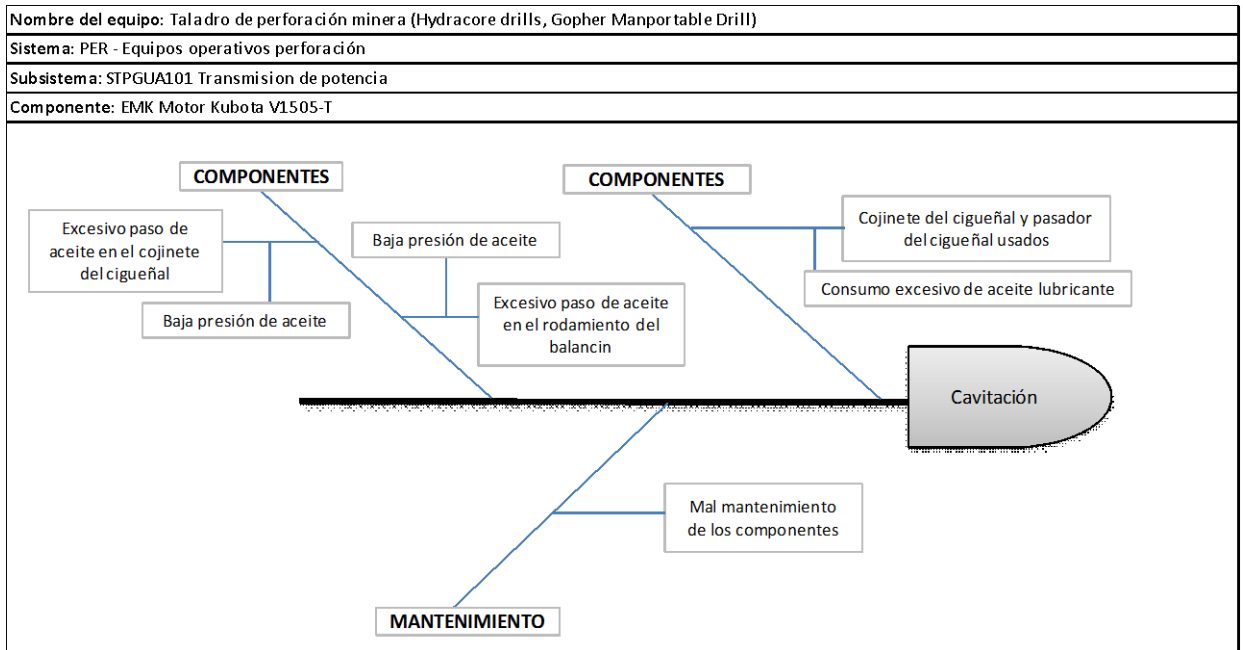 Nombre del equipo: Taladro de perforación minera (Hydracore drills, Gopher Manportable Drill)
Sistema: PER - Equipos operativos perforación
Subsistema: STPGUA101 Transmision de potencia
Componente: EMK Motor Kubota V1505-T
COMPONENTES
Excesivo paso de
aceite en el cojinete
del cigueñal
Baja presión de aceite
Baja presión de aceite
Excesivo paso de aceite
en el rodamiento del
balancin
COMPONENTES
Cojinete del cigueñal y pasador
del cigueñal usados
Consumo excesivo de aceite lubricante
Cavitación
Mal mantenimiento
de los componentes
MANTENIMIENTO